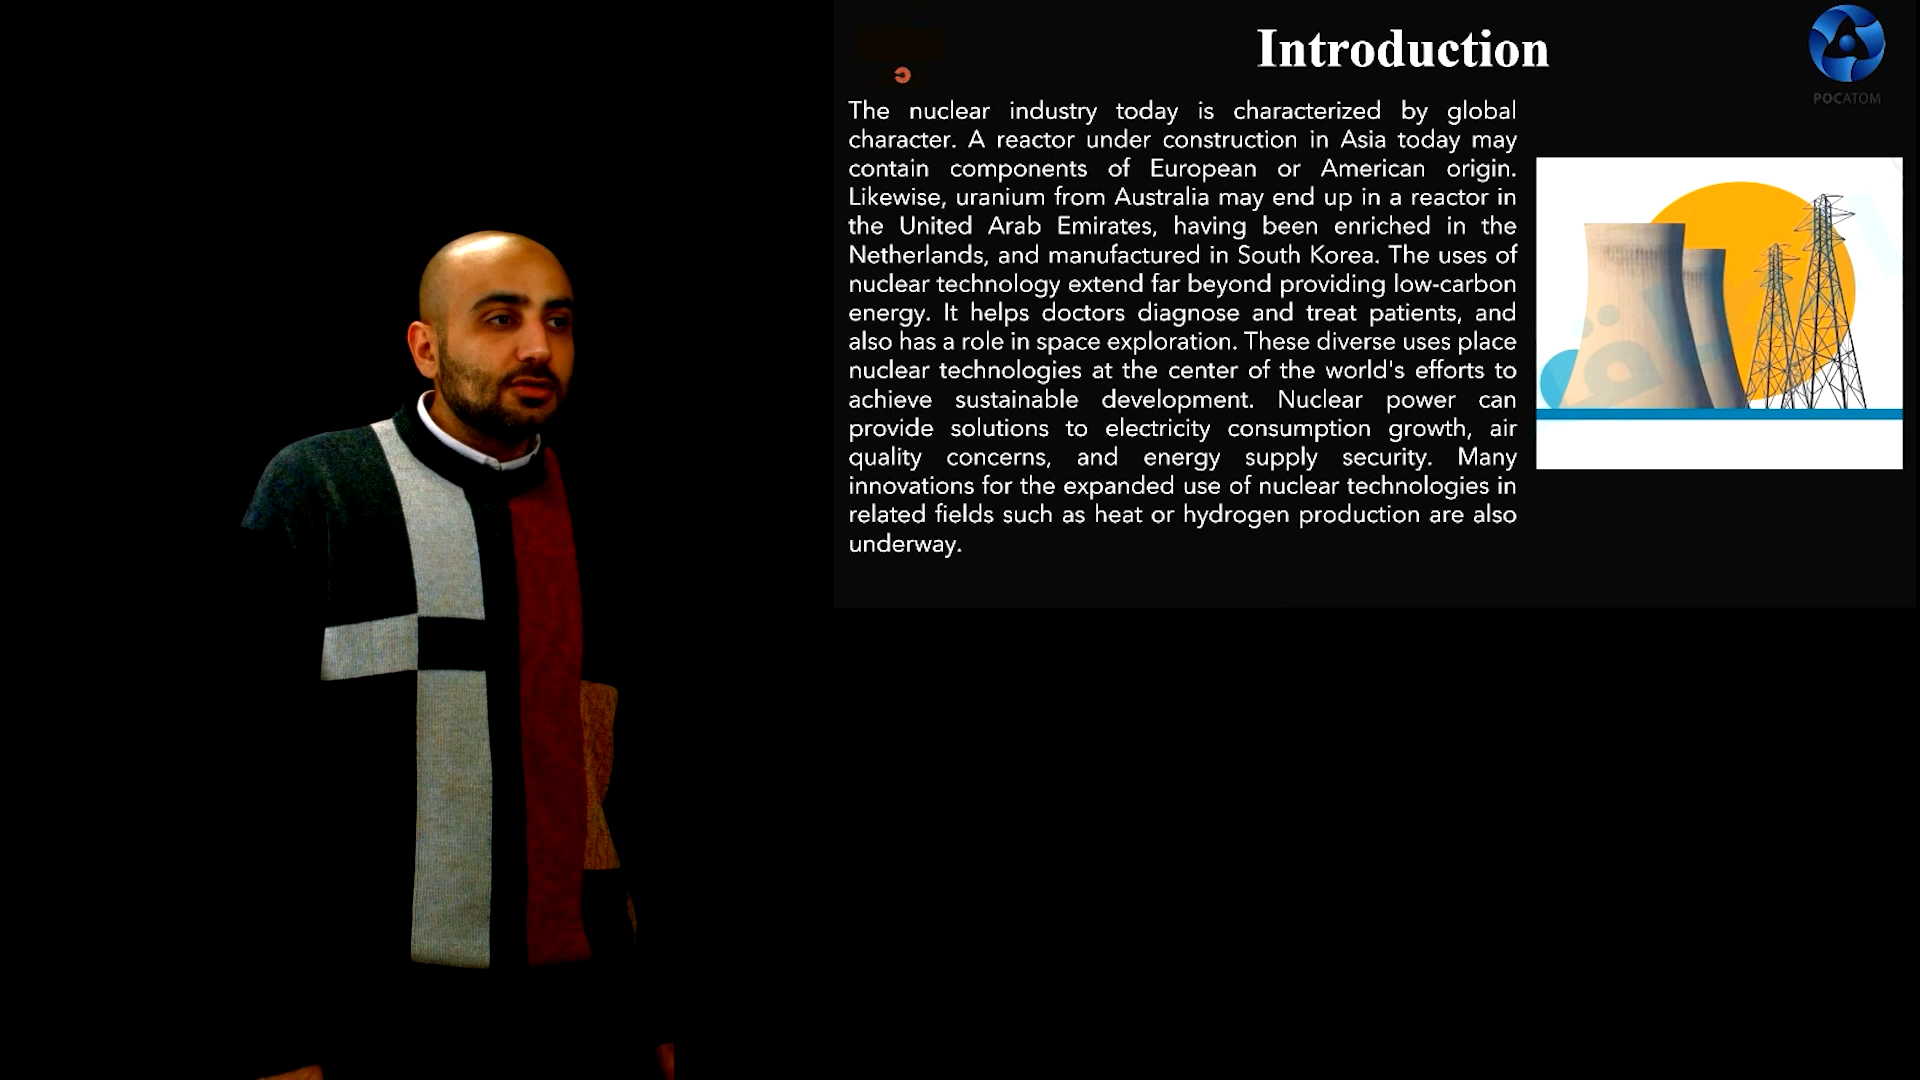 Introduction
РОСАТОМ
The nuclear industry today is characterized by global
character. A reactor under construction in Asia today may
contain components of European or American origin.
Likewise, uranium from Australia may end up in a reactor in
the United Arab Emirates, having been enriched in the
Netherlands, and manufactured in South Korea. The uses of
nuclear technology extend far beyond providing low-carbon
energy. It helps doctors diagnose and treat patients, and
also has a role in space exploration. These diverse uses place
nuclear technologies at the center of the world's efforts to
achieve sustainable development. Nuclear power can
provide solutions to electricity consumption growth, air
quality concerns, and energy supply security. Many
innovations for the expanded use of nuclear technologies in
related fields such as heat or hydrogen production are also
underway.